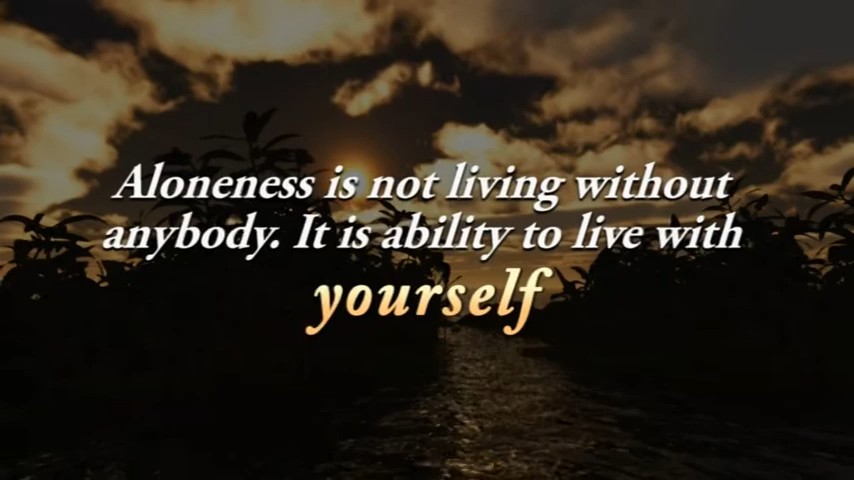 Aloneness is not living without
anybody. It is ability to live with
yourself